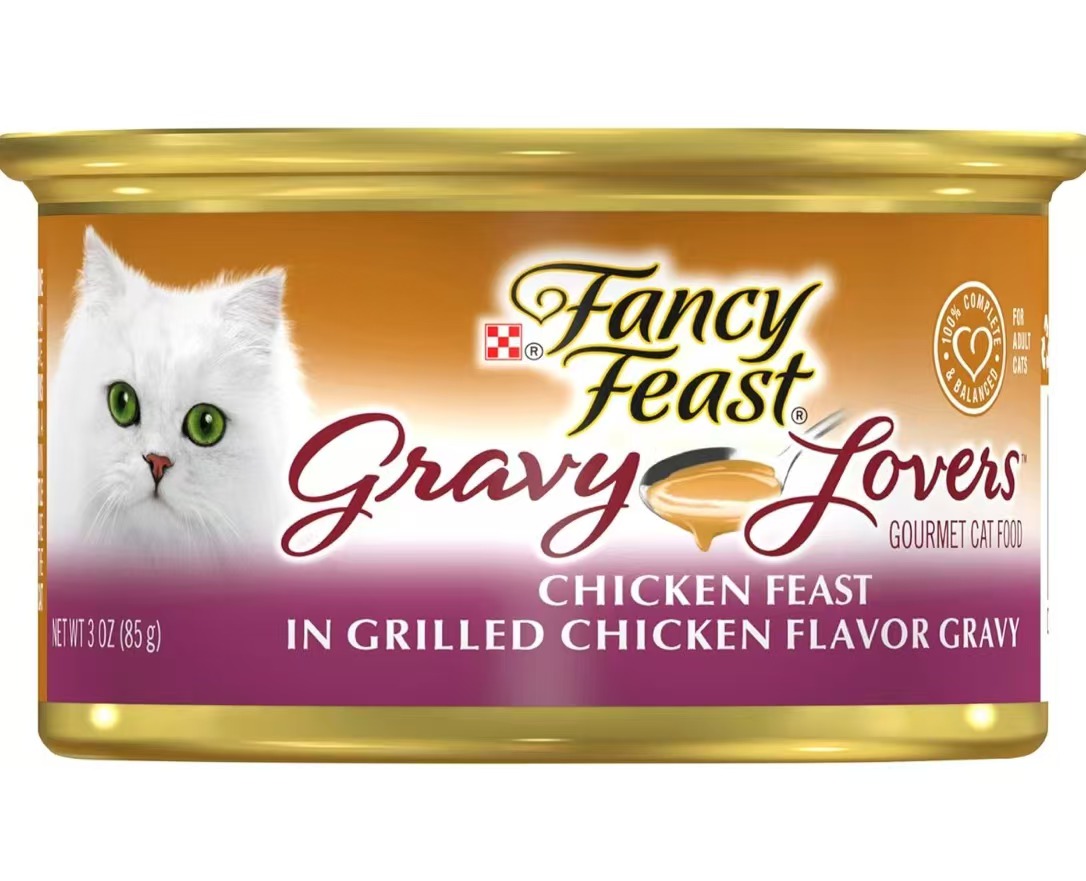 Fancy
Feast®
®
Gravy Lovers™
GOURMET CAT FOOD
CHICKEN FEAST
IN GRILLED CHICKEN FLAVOR GRAVY
NET WT 3 OZ (85 g)
100% COMPLETE & BALANCED
FOR
ADULT
CATS